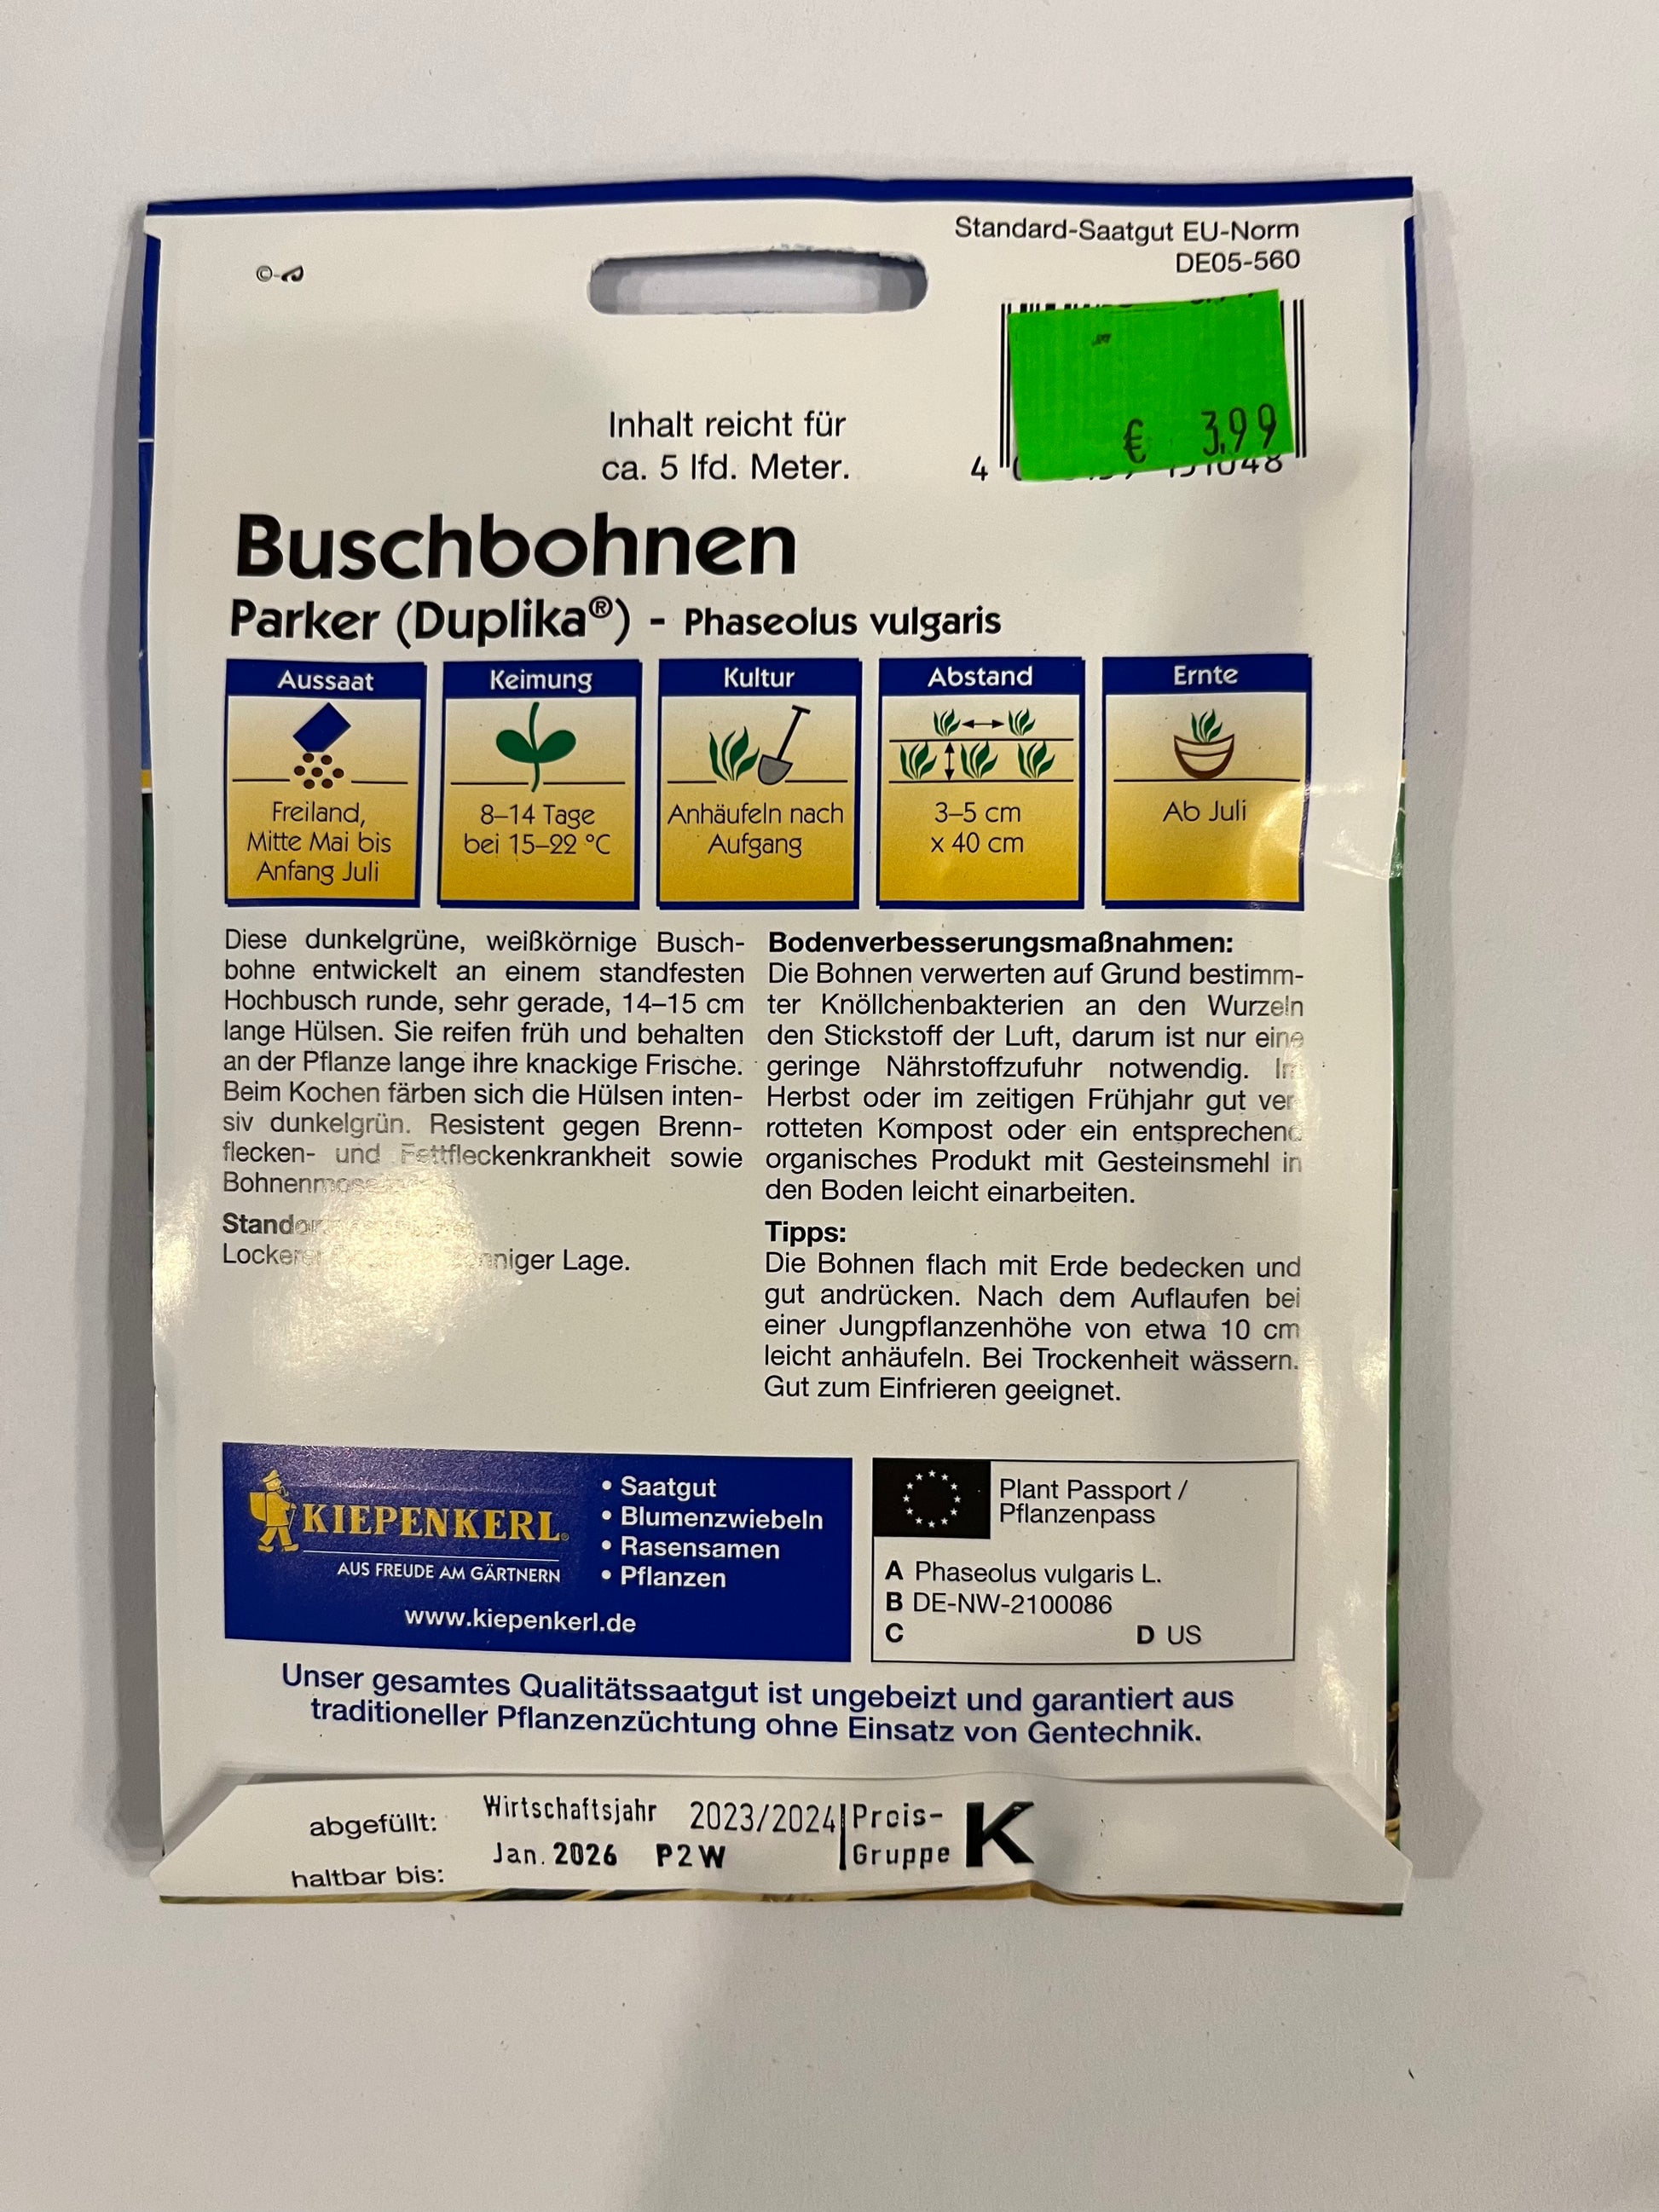 Standard-Saatgut EU-Norm
DE05-560
©
€ 3.99
4
Inhalt reicht für
ca. 5 lfd. Meter.
Buschbohnen
Parker (Duplika®) - Phaseolus vulgaris
Aussaat
Freiland,
Mitte Mai bis
Anfang Juli
Keimung
8–14 Tage
bei 15–22 °C
Kultur
Anhäufeln nach
Aufgang
Abstand
3–5 cm
x 40 cm
Ernte
Ab Juli
Diese dunkelgrüne, weißkörnige Busch-
bohne entwickelt an einem standfesten
Hochbusch runde, sehr gerade, 14–15 cm
lange Hülsen. Sie reifen früh und behalten
an der Pflanze lange ihre knackige Frische.
Beim Kochen färben sich die Hülsen inten-
siv dunkelgrün. Resistent gegen Brenn-
flecken- und Fettfleckenkrankheit sowie
Lage.
Bodenverbesserungsmaßnahmen:
Die Bohnen verwerten auf Grund bestimm-
ter Knöllchenbakterien an den Wurzeln
den Stickstoff der Luft, darum ist nur eine
geringe Nährstoffzufuhr notwendig. Im
Herbst oder im zeitigen Frühjahr gut ver-
rotteten Kompost oder ein entsprechend
organisches Produkt mit Gesteinsmehl in
den Boden leicht einarbeiten.
Tipps:
Die Bohnen flach mit Erde bedecken und
gut andrücken. Nach dem Auflaufen bei
einer Jungpflanzenhöhe von etwa 10 cm
leicht anhäufeln. Bei Trockenheit wässern.
Gut zum Einfrieren geeignet.
KIEPENKERL®
AUS FREUDE AM GÄRTNERN
• Saatgut
• Blumenzwiebeln
• Rasensamen
• Pflanzen
www.kiepenkerl.de
Plant Passport /
Pflanzenpass
A Phaseolus vulgaris L.
B DE-NW-2100086
C D US
Unser gesamtes Qualitätssaatgut ist ungebeizt und garantiert aus
traditioneller Pflanzenzüchtung ohne Einsatz von Gentechnik.
abgefüllt: Wirtschaftsjahr 2023/2024
haltbar bis: Jan. 2026 P2W
Preis-
Gruppe K